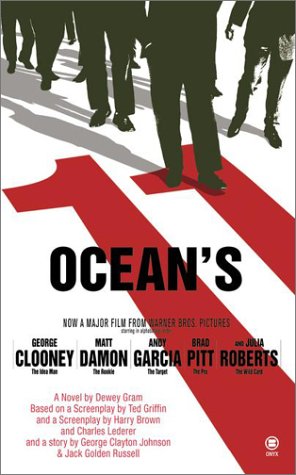 11
OCEAN'S
NOW A MAJOR FILM FROM WARNER BROS. PICTURES
starring in alphabetical order
GEORGE CLOONEY The Idea Man
MATT DAMON The Rookie
ANDY GARCIA The Target
BRAD PITT The Pro
AND JULIA ROBERTS The Wild Card
A Novel by Dewey Gram
Based on a Screenplay by Ted Griffin
and a Screenplay by Harry Brown
and Charles Lederer
and a story by George Clayton Johnson
& Jack Golden Russell
ONYX